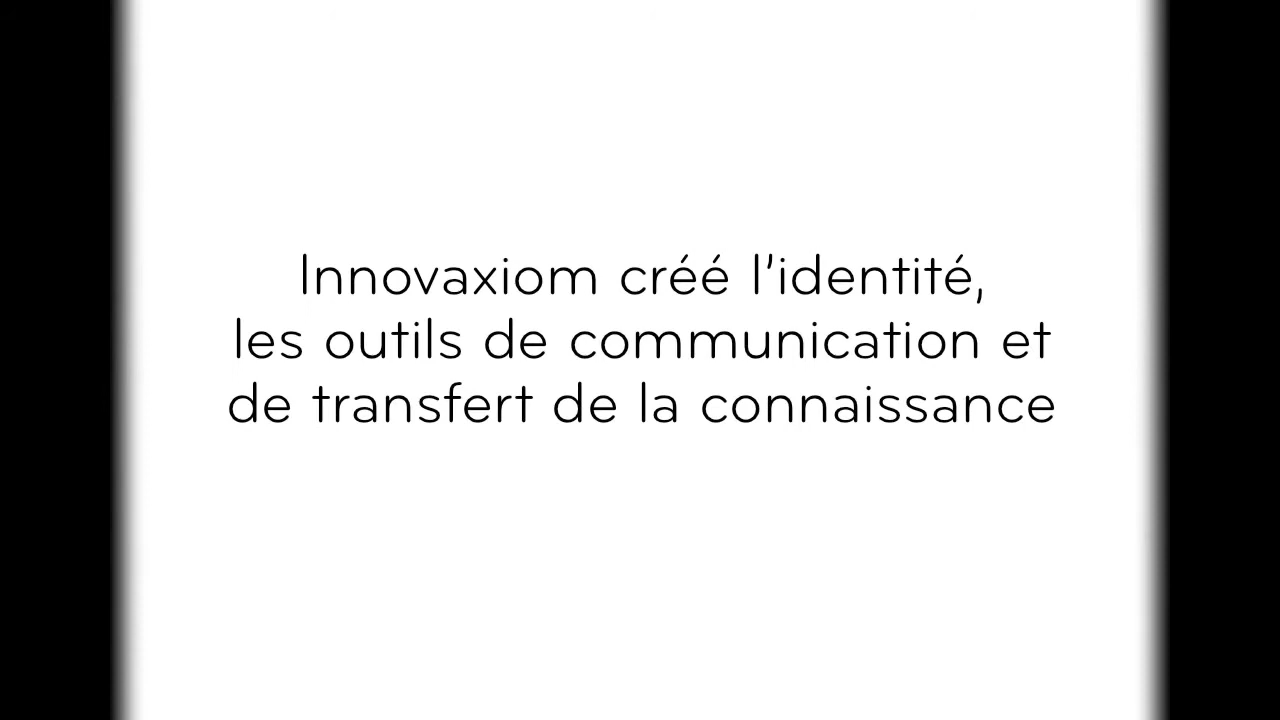 Innovaxiom créé l’identité,
les outils de communication et
de transfert de la connaissance